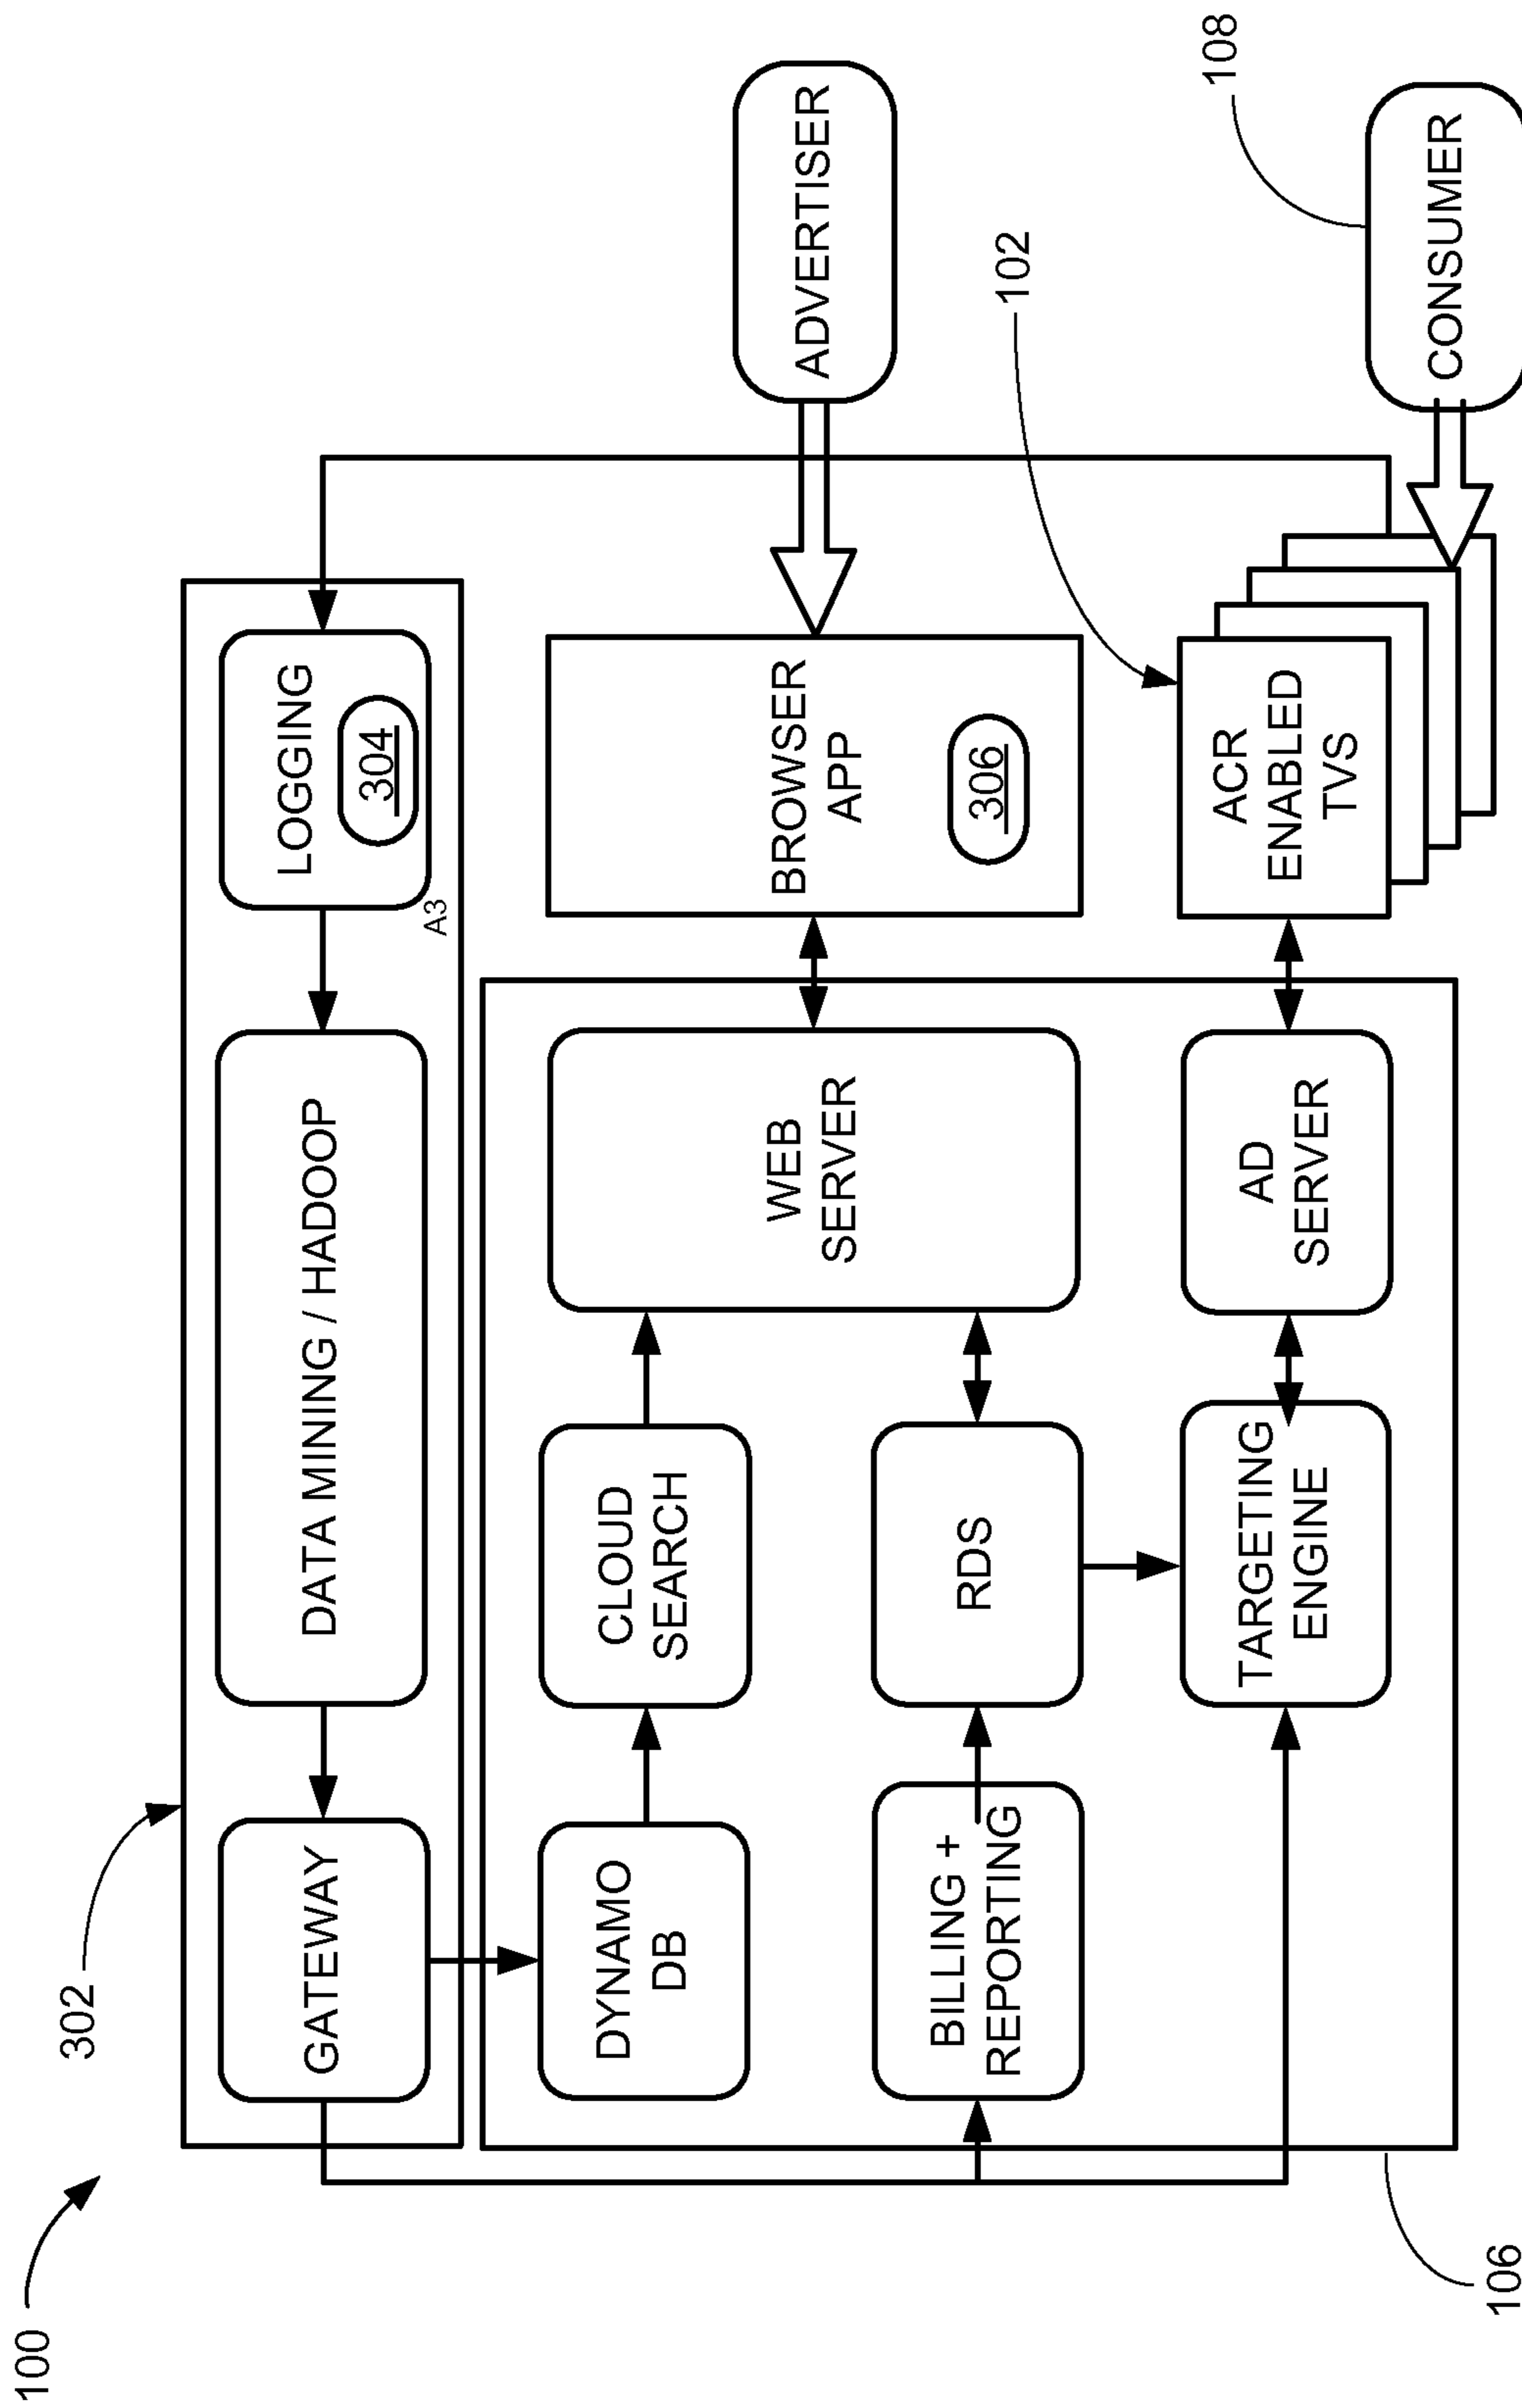 100
302
GATEWAY
DATA MINING / HADOOP
LOGGING
304
A3
DYNAMO
DB
CLOUD
SEARCH
WEB
SERVER
BROWSER
APP
306
ADVERTISER
BILLING +
REPORTING
RDS
TARGETING
ENGINE
AD
SERVER
ACR
ENABLED
TVS
102
108
CONSUMER
106